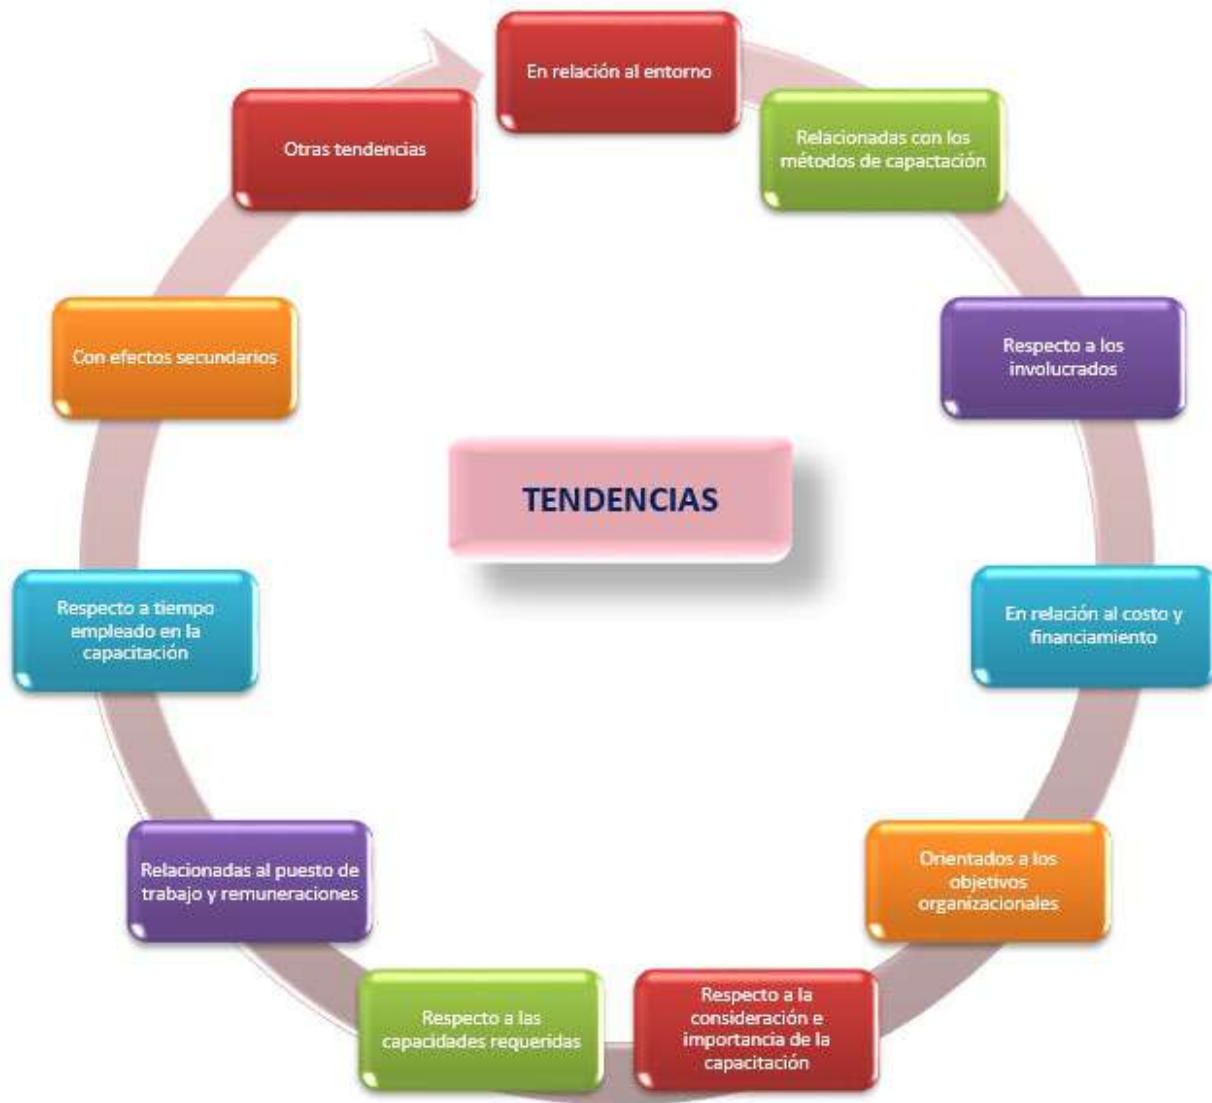 En relación al entorno
Relacionadas con los
métodos de capactación
Respecto a los
involucrados
En relación al costo y
financiamiento
Orientados a los
objetivos
organizacionales
Respecto a la
consideración e
importancia de la
capacitación
Respecto a las
capacidades requeridas
Relacionadas al puesto de
trabajo y remuneraciones
Respecto a tiempo
empleado en la
capacitación
Con efectos secundarios
Otras tendencias
TENDENCIAS